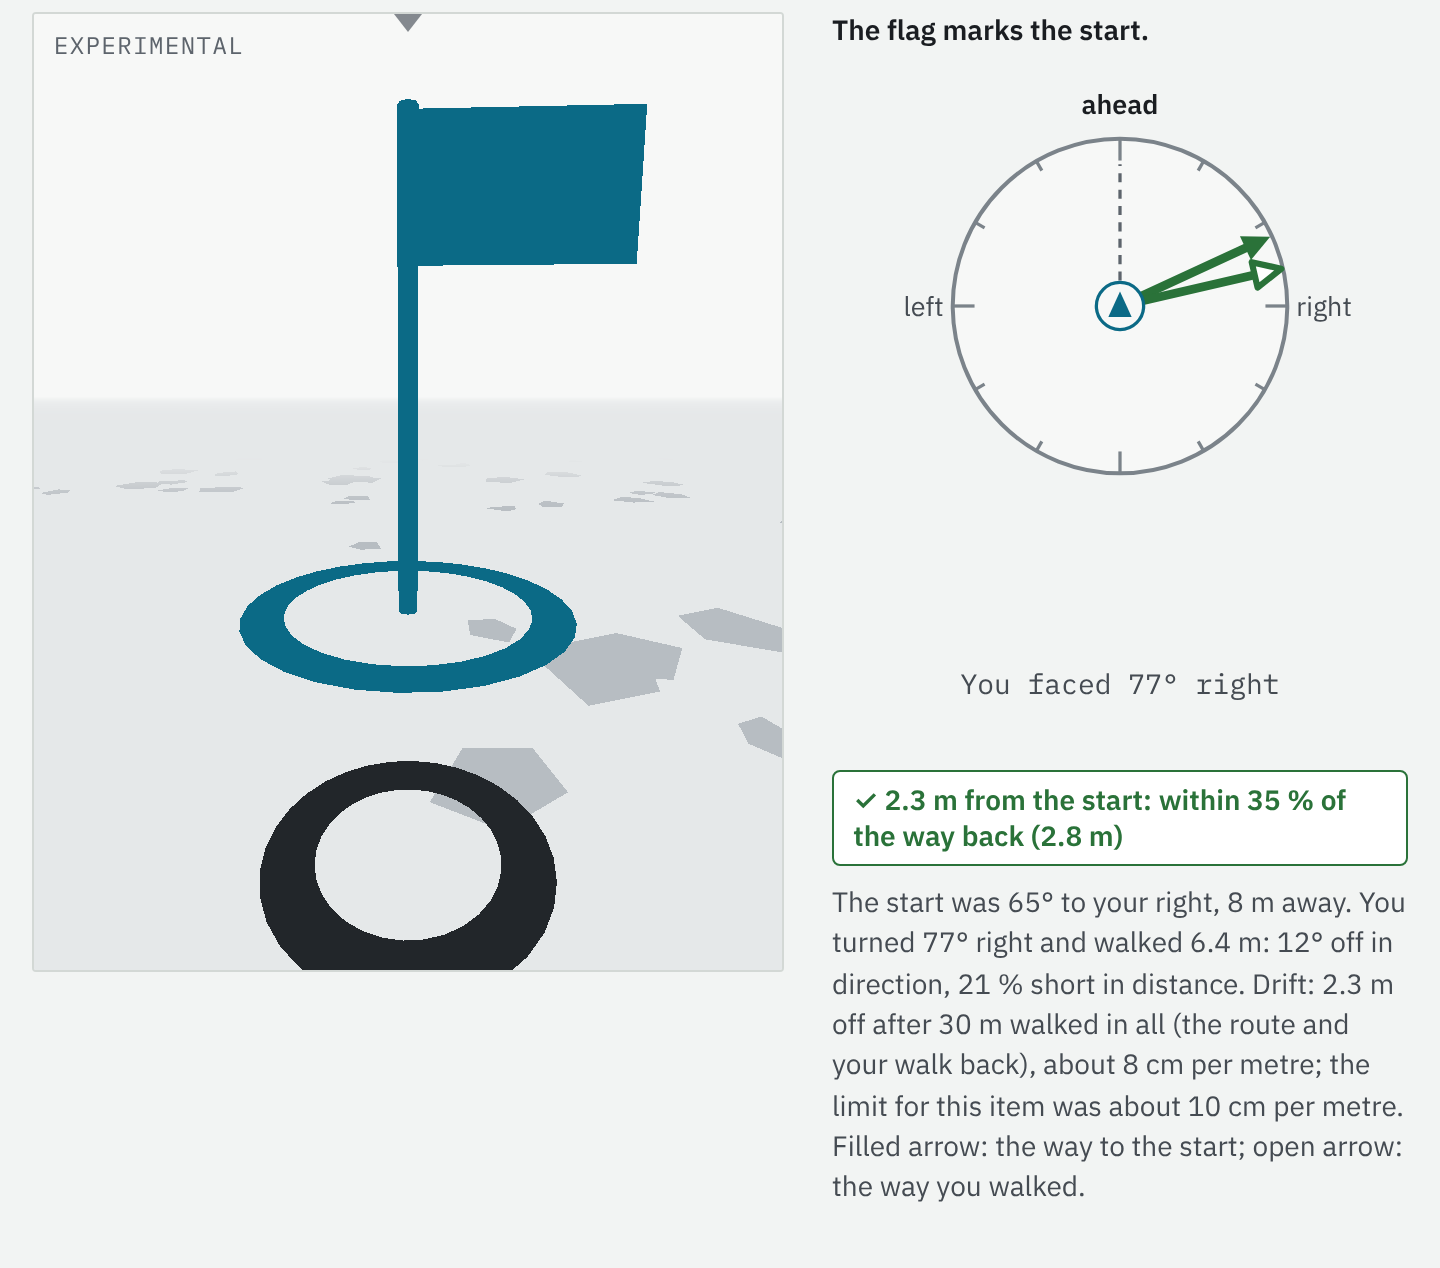 EXPERIMENTAL
The flag marks the start.
ahead
left
right
You faced 77° right
✓ 2.3 m from the start: within 35 % of
the way back (2.8 m)
The start was 65° to your right, 8 m away. You
turned 77° right and walked 6.4 m: 12° off in
direction, 21 % short in distance. Drift: 2.3 m
off after 30 m walked in all (the route and
your walk back), about 8 cm per metre; the
limit for this item was about 10 cm per metre.
Filled arrow: the way to the start; open arrow:
the way you walked.